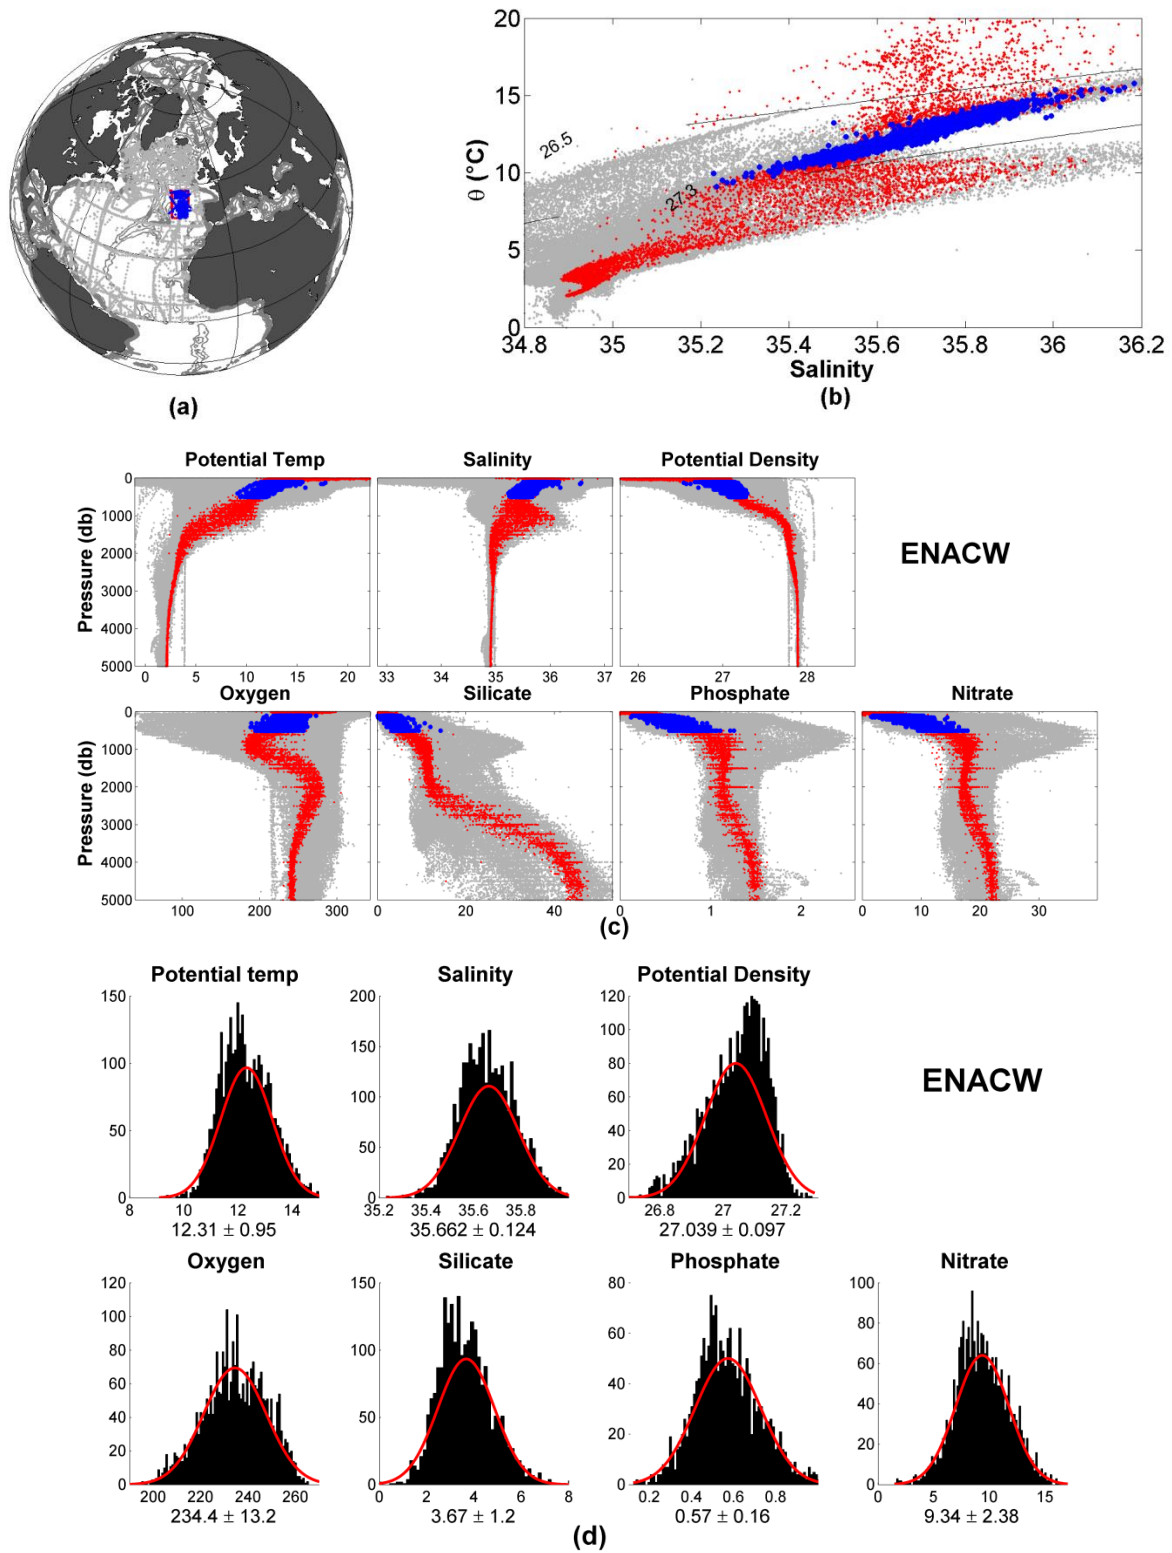 20
15
10
5
0
θ (°C)
26.5
27.3
34.8 35 35.2 35.4 35.6 35.8 36 36.2
Salinity
(a)
(b)
Potential Temp Salinity Potential Density
0
1000
2000
3000
4000
5000
Pressure (db)
0 5 10 15 20 33 34 35 36 37 26 27 28
ENACW
Oxygen Silicate Phosphate Nitrate
0
1000
2000
3000
4000
5000
Pressure (db)
100 200 300 0 20 40 0 1 2 0 10 20 30
(c)
Potential temp
150
100
50
0
8 10 12 14
12.31 ± 0.95
Salinity
200
150
100
50
0
35.2 35.4 35.6 35.8
35.662 ± 0.124
Potential Density
120
100
80
60
40
20
0
26.8 27 27.2
27.039 ± 0.097
ENACW
Oxygen
120
100
80
60
40
20
0
200 220 240 260
234.4 ± 13.2
Silicate
150
100
50
0
0 2 4 6 8
3.67 ± 1.2
Phosphate
80
60
40
20
0
0.2 0.4 0.6 0.8
0.57 ± 0.16
Nitrate
100
80
60
40
20
0
0 5 10 15
9.34 ± 2.38
(d)